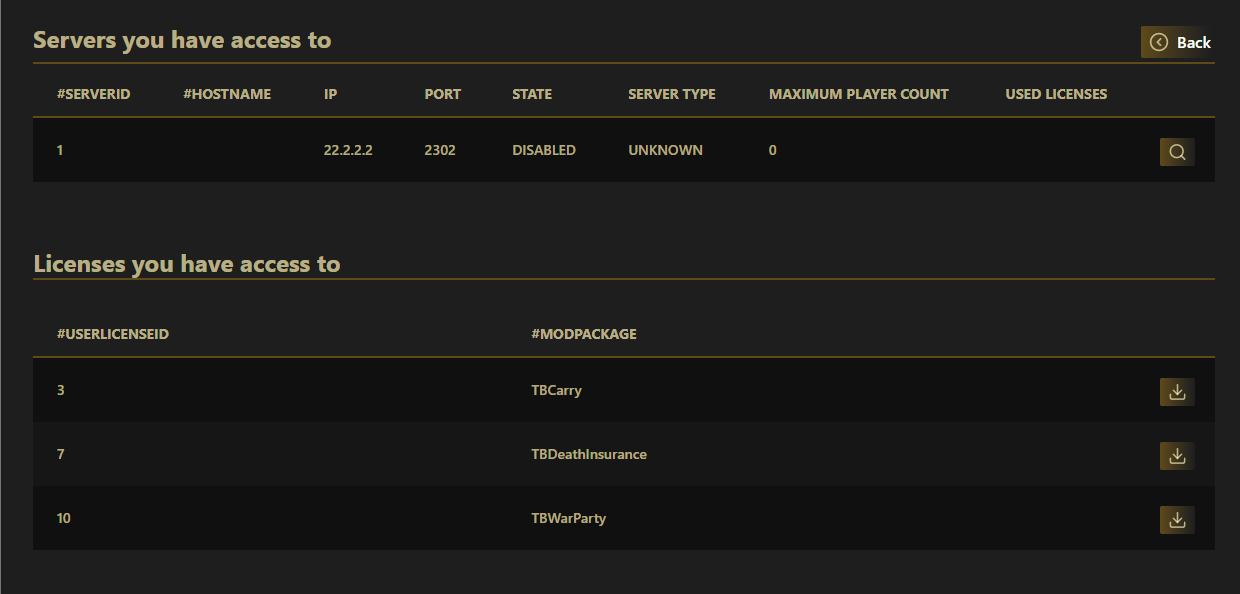 Servers you have access to
Back
#SERVERID #HOSTNAME IP PORT STATE SERVER TYPE MAXIMUM PLAYER COUNT USED LICENSES
1 22.2.2.2 2302 DISABLED UNKNOWN 0
Licenses you have access to
#USERLICENSEID #MODPACKAGE
3 TBCarry
7 TBDeathInsurance
10 TBWarParty